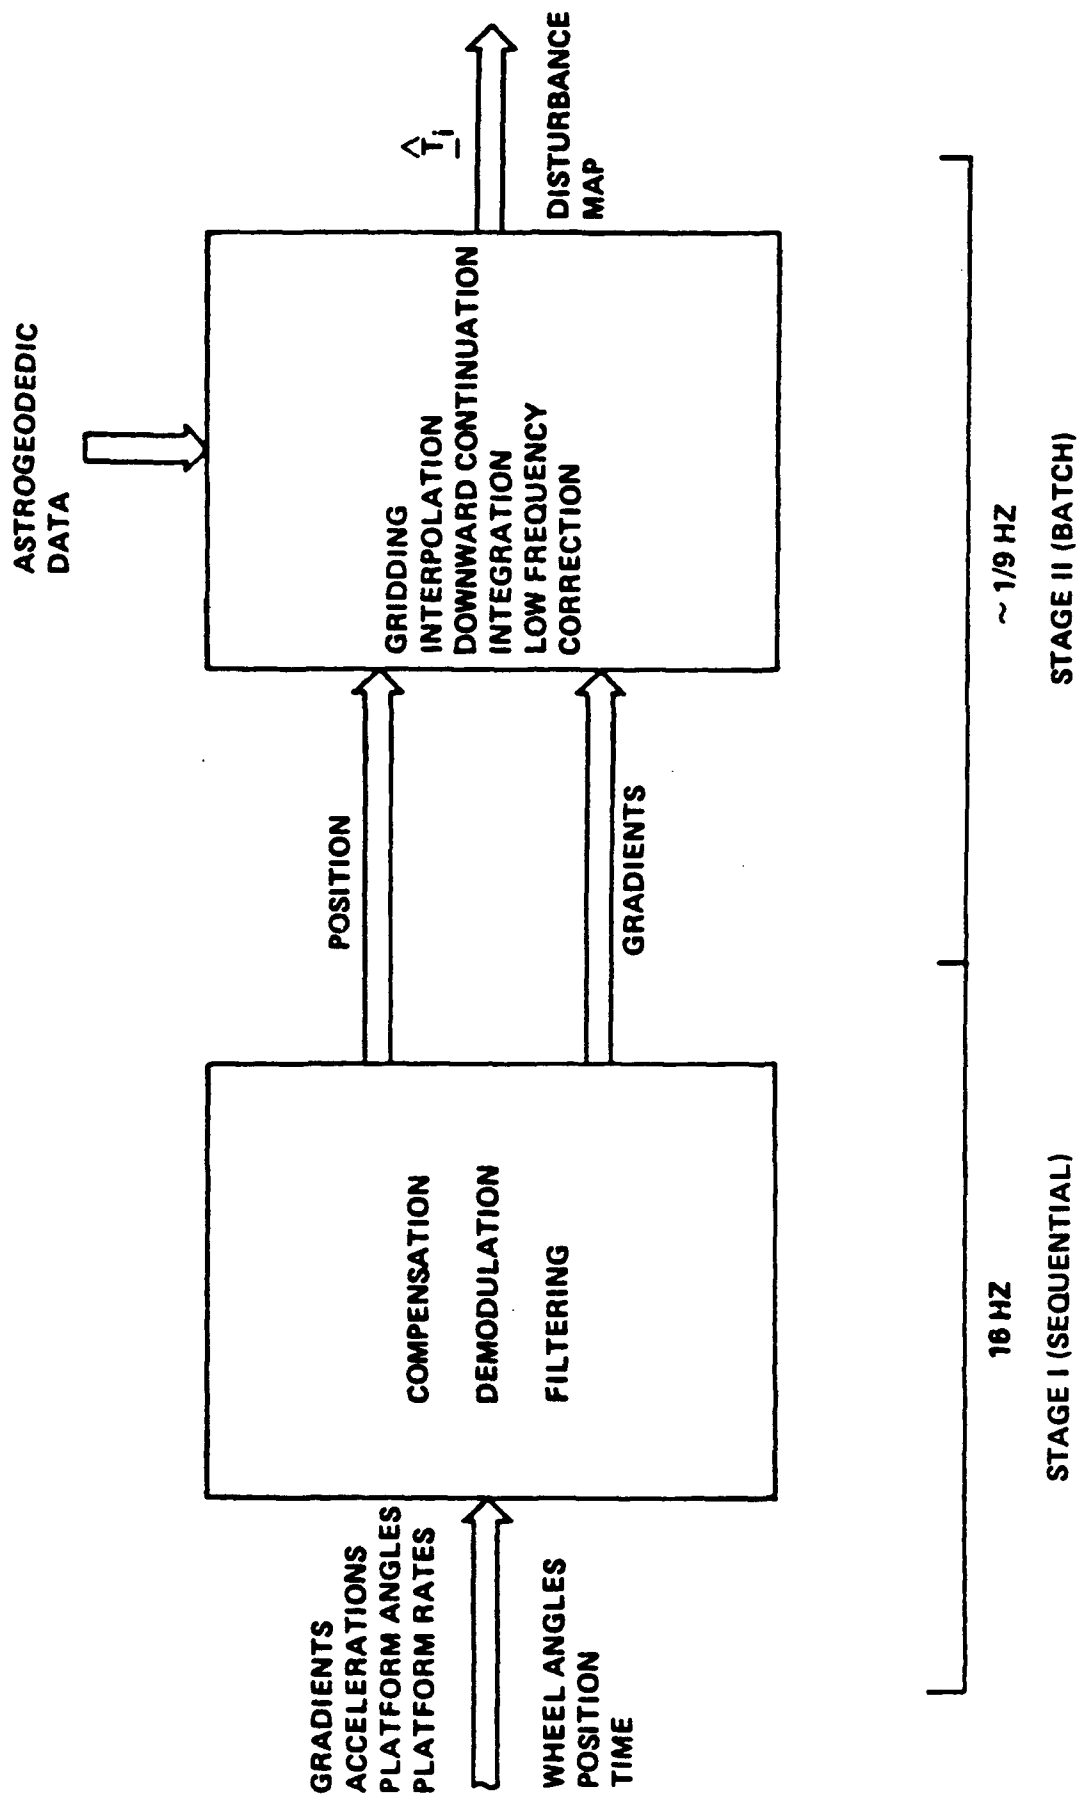 GRADIENTS
ACCELERATIONS
PLATFORM ANGLES
PLATFORM RATES
WHEEL ANGLES
POSITION
TIME
COMPENSATION
DEMODULATION
FILTERING
POSITION
GRADIENTS
ASTROGEODEDIC
DATA
GRIDDING
INTERPOLATION
DOWNWARD CONTINUATION
INTEGRATION
LOW FREQUENCY
CORRECTION
T̲̂i
DISTURBANCE
MAP
16 HZ
~ 1/9 HZ
STAGE I (SEQUENTIAL)
STAGE II (BATCH)